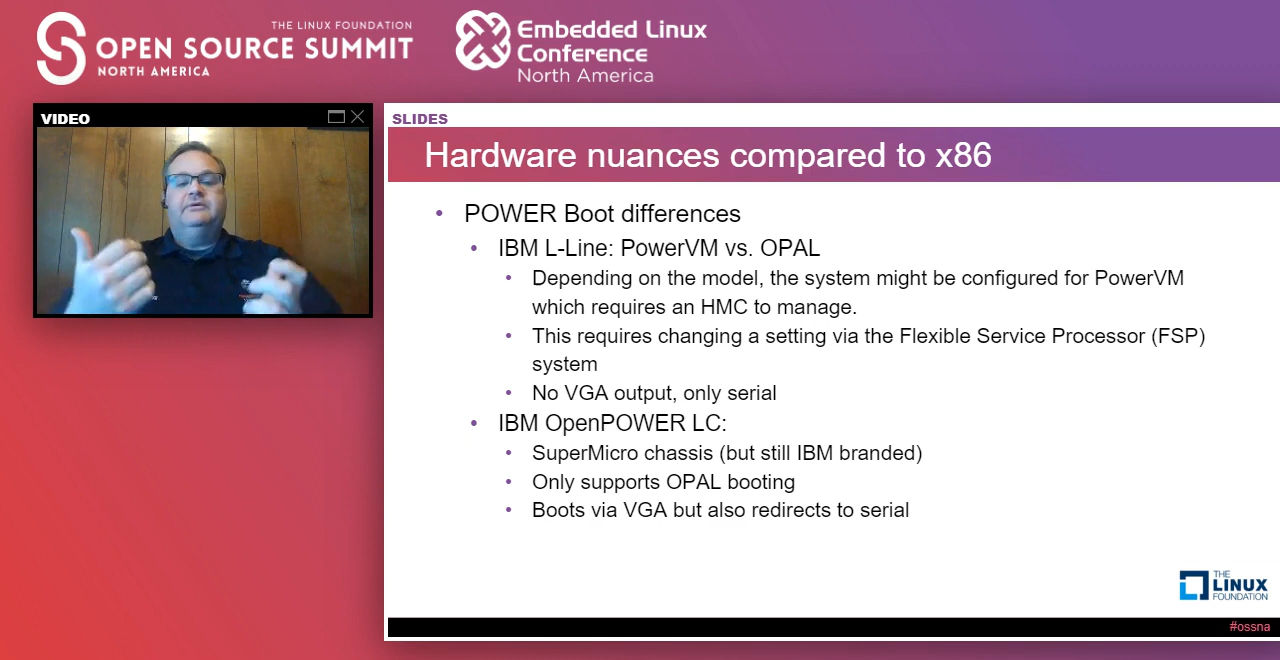 THE LINUX FOUNDATION
OPEN SOURCE SUMMIT
NORTH AMERICA
Embedded Linux
Conference
North America
VIDEO
SLIDES
Hardware nuances compared to x86
• POWER Boot differences
• IBM L-Line: PowerVM vs. OPAL
• Depending on the model, the system might be configured for PowerVM
which requires an HMC to manage.
• This requires changing a setting via the Flexible Service Processor (FSP)
system
• No VGA output, only serial
• IBM OpenPOWER LC:
• SuperMicro chassis (but still IBM branded)
• Only supports OPAL booting
• Boots via VGA but also redirects to serial
THE
LINUX
FOUNDATION
#ossna